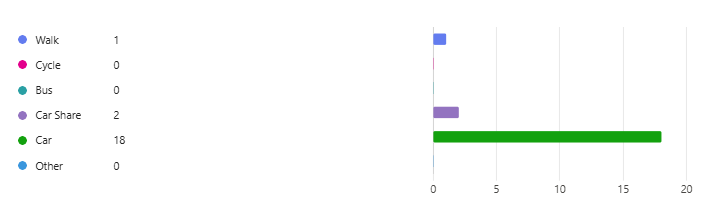 Walk 1
Cycle 0
Bus 0
Car Share 2
Car 18
Other 0
0 5 10 15 20